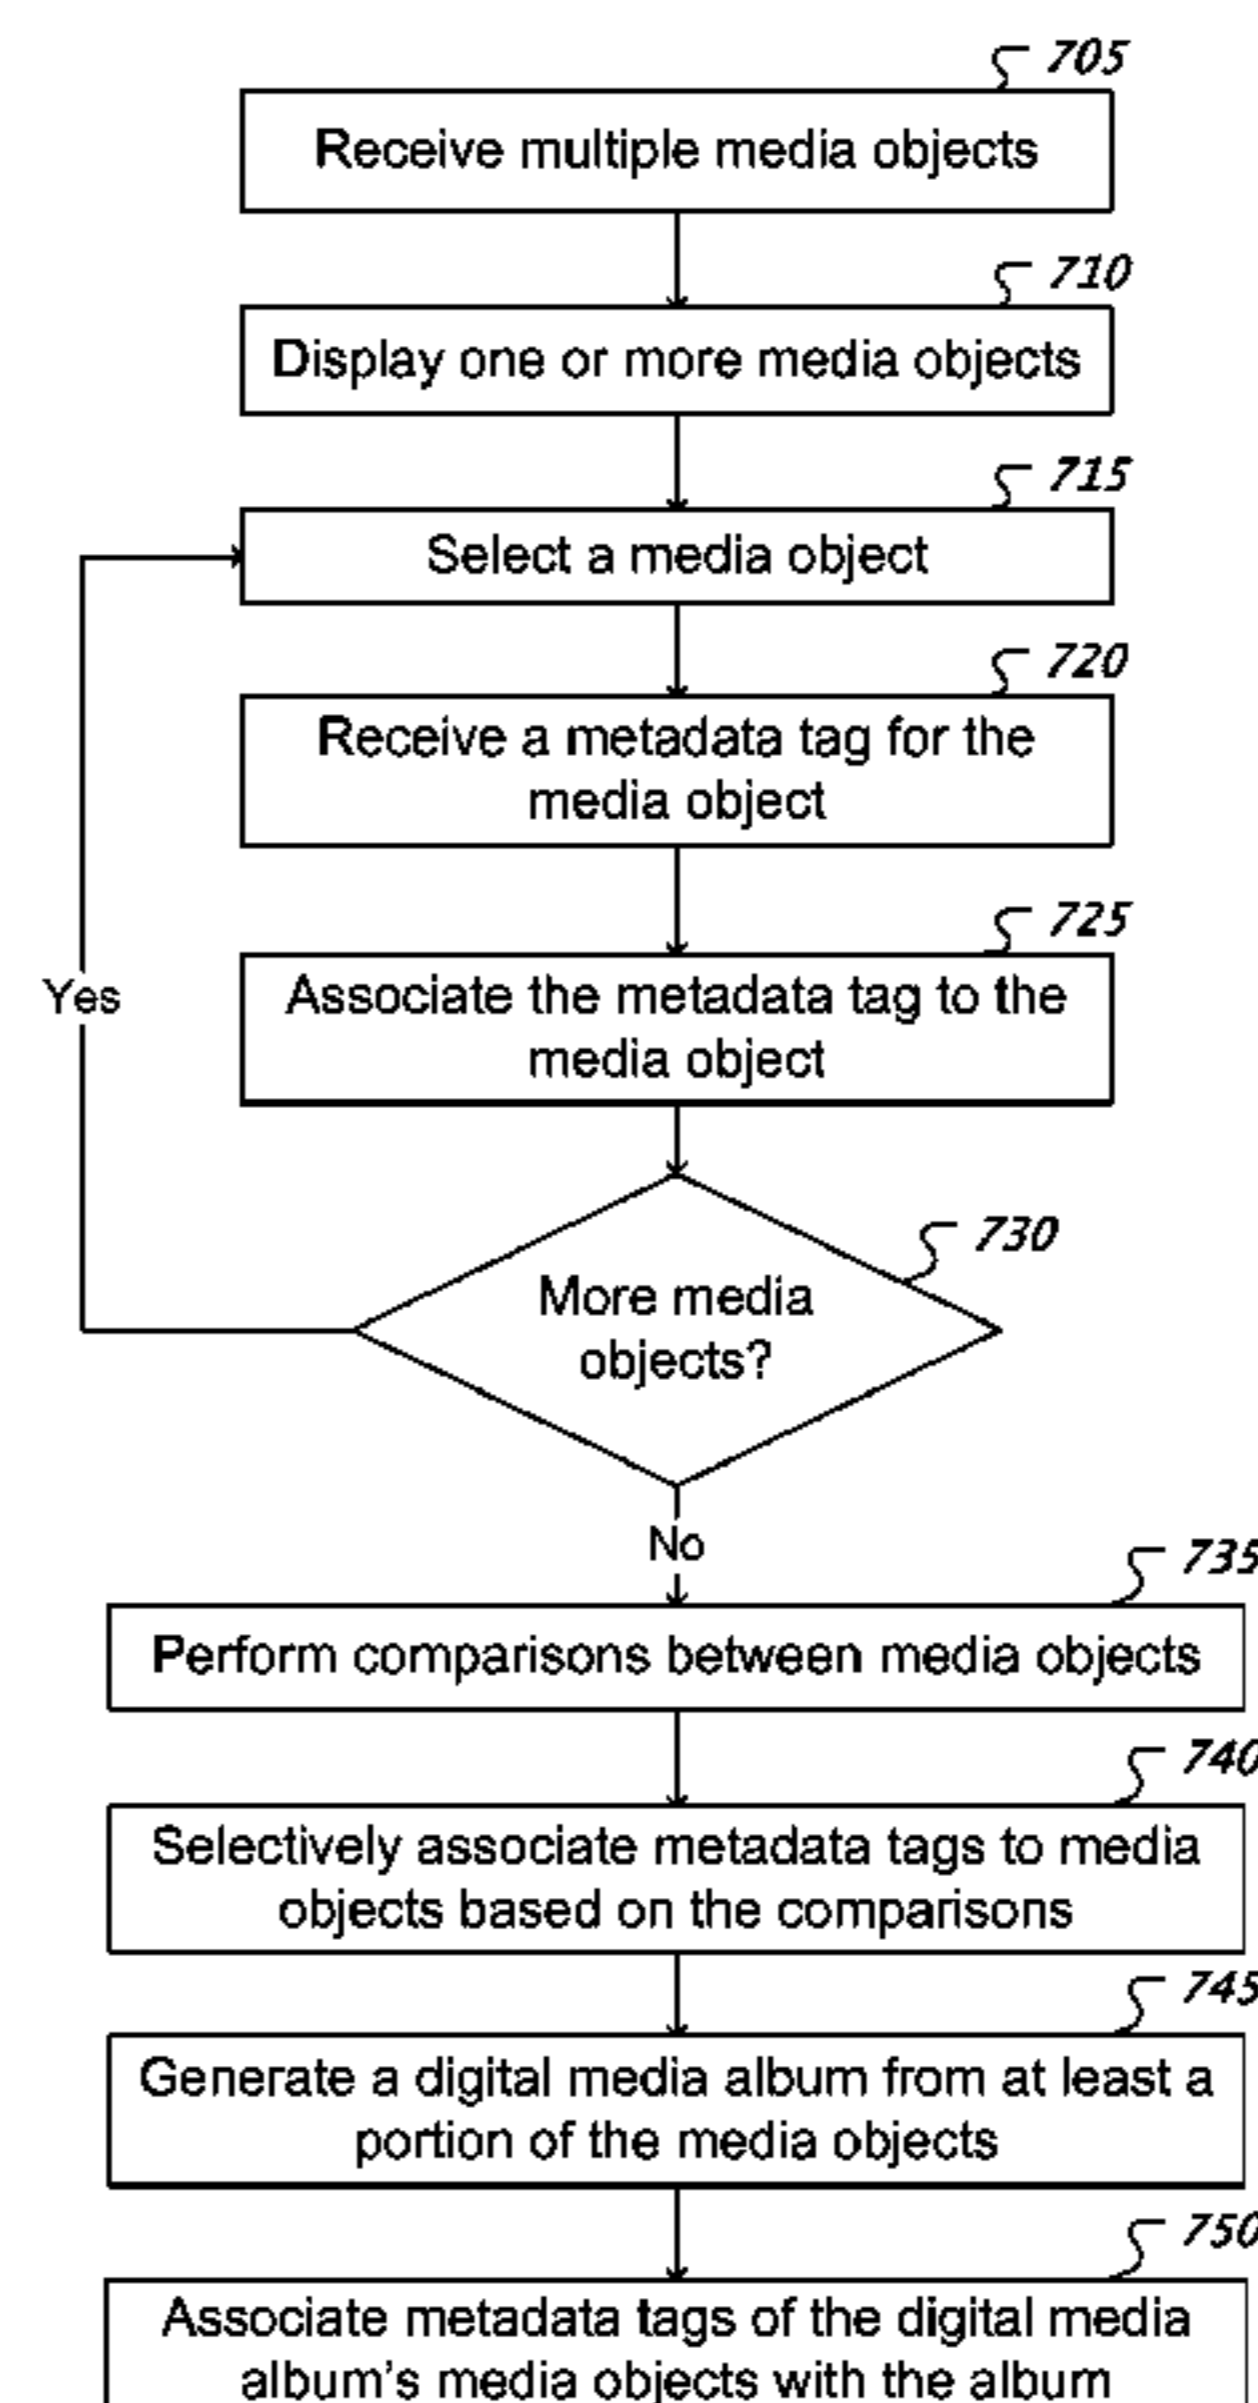 705
Receive multiple media objects
710
Display one or more media objects
715
Select a media object
720
Receive a metadata tag for the
media object
725
Associate the metadata tag to the
media object
Yes
730
More media
objects?
No
735
Perform comparisons between media objects
740
Selectively associate metadata tags to media
objects based on the comparisons
745
Generate a digital media album from at least a
portion of the media objects
750
Associate metadata tags of the digital media
album's media objects with the album